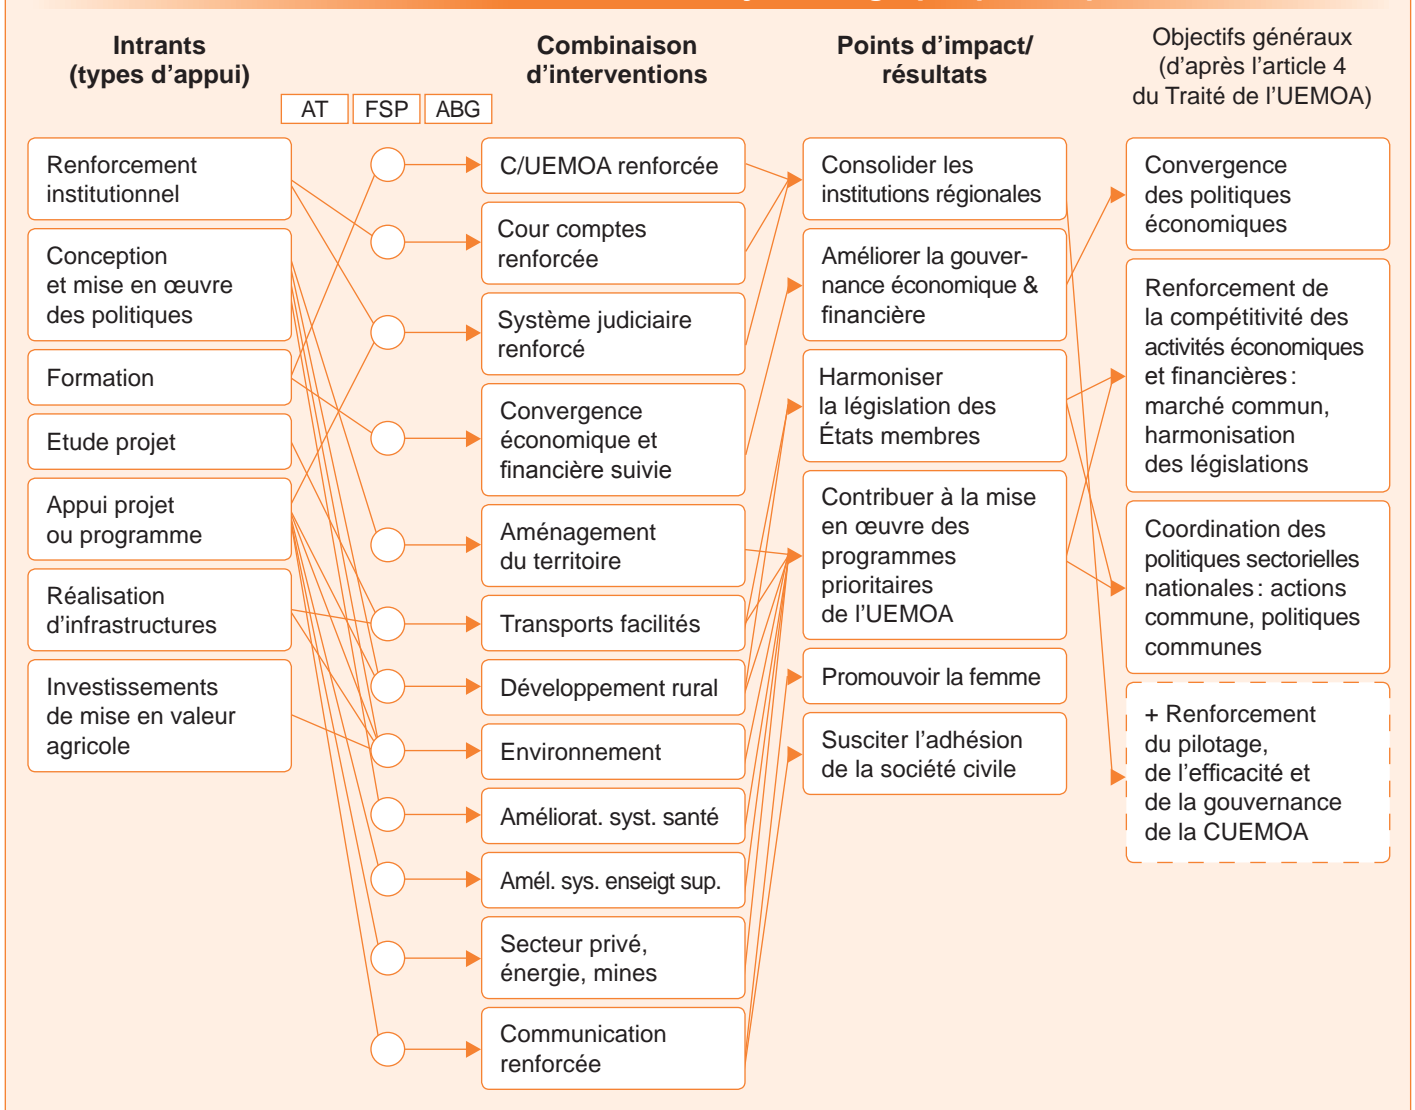 Intrants
(types d’appui)
Combinaison
d’interventions
Points d’impact/
résultats
Objectifs généraux
(d’après l’article 4
du Traité de l’UEMOA)
AT
FSP
ABG
Renforcement
institutionnel
Conception
et mise en œuvre
des politiques
Formation
Etude projet
Appui projet
ou programme
Réalisation
d’infrastructures
Investissements
de mise en valeur
agricole
C/UEMOA renforcée
Cour comptes
renforcée
Système judiciaire
renforcé
Convergence
économique et
financière suivie
Aménagement
du territoire
Transports facilités
Développement rural
Environnement
Améliorat. syst. santé
Amél. sys. enseigt sup.
Secteur privé,
énergie, mines
Communication
renforcée
Consolider les
institutions régionales
Améliorer la gouver-
nance économique &
financière
Harmoniser
la législation des
États membres
Contribuer à la mise
en œuvre des
programmes
prioritaires
de l’UEMOA
Promouvoir la femme
Susciter l’adhésion
de la société civile
Convergence
des politiques
économiques
Renforcement de
la compétitivité des
activités économiques
et financières :
marché commun,
harmonisation
des législations
Coordination des
politiques sectorielles
nationales : actions
commune, politiques
communes
+ Renforcement
du pilotage,
de l’efficacité et
de la gouvernance
de la CUEMOA